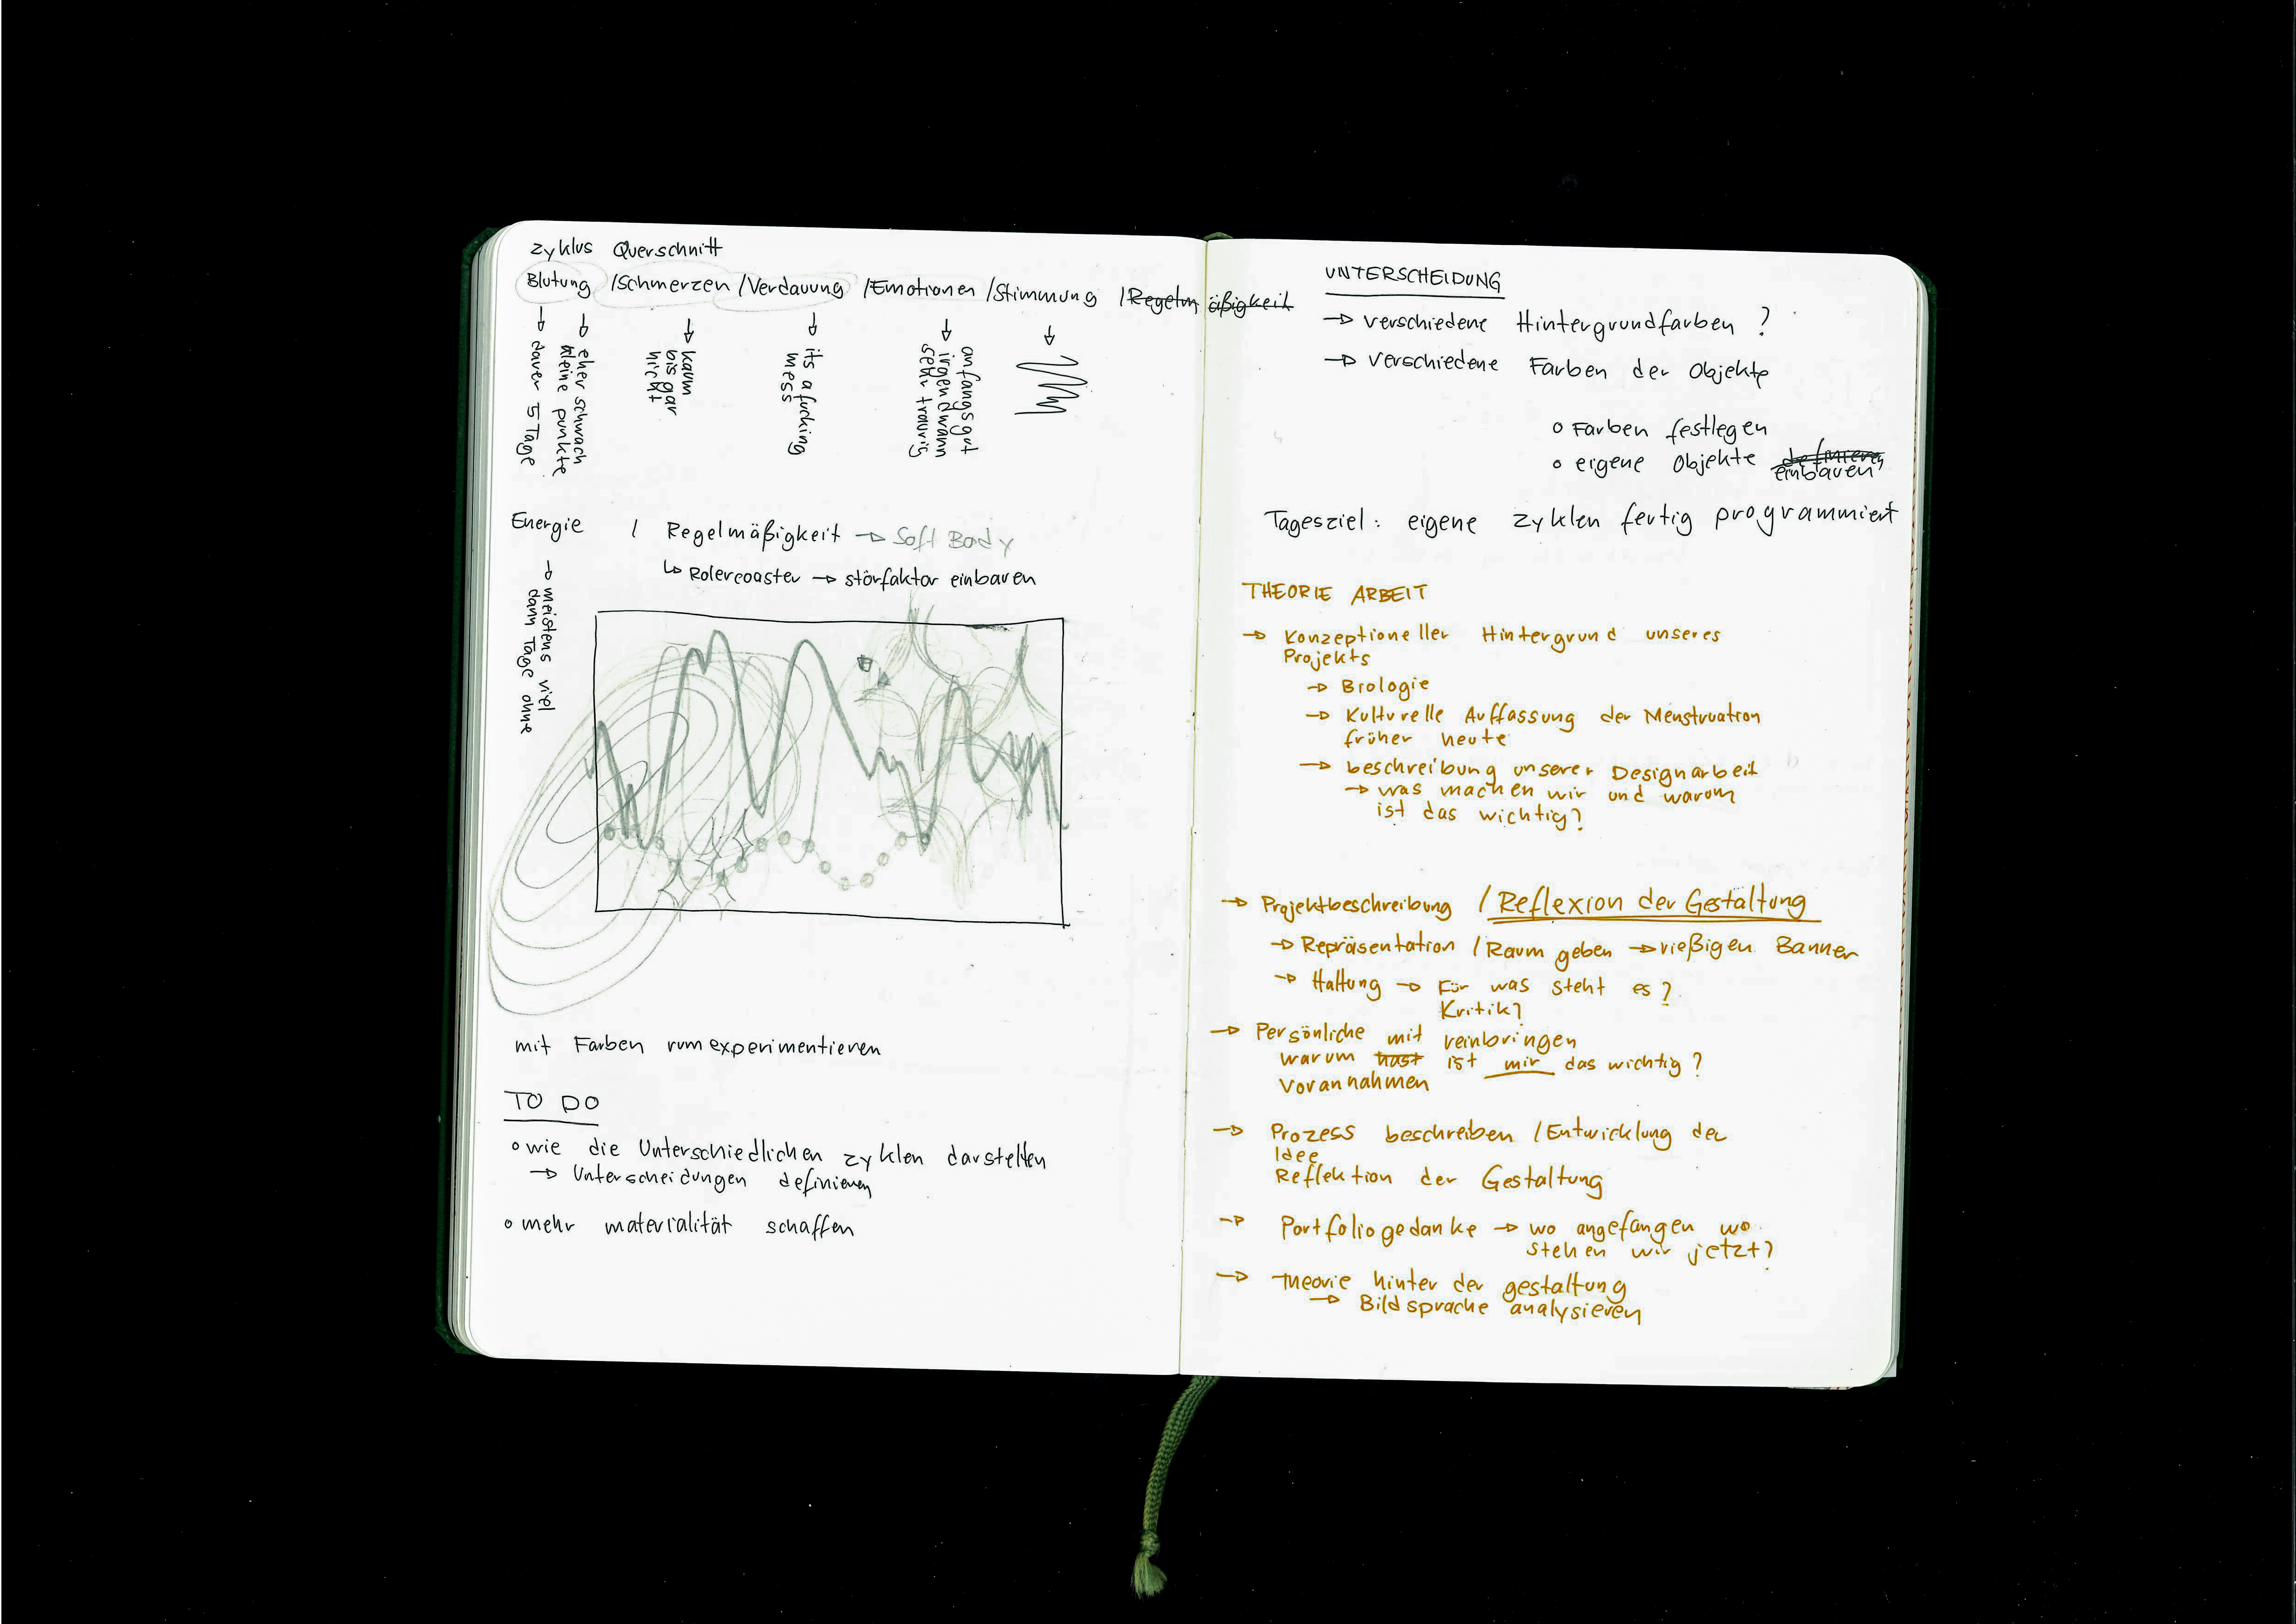 zyklus Querschnitt
Blutung /Schmerzen /Verdauung /Emotionen /Stimmung /Regelmäßigkeit
→ dauer 5 Tage
→ eher schwach
kleine punkte
→ kaum
bis gar
nicht
→ its a fucking
mess
anfangs gut
→ irgendwann
sehr traurig
Energie / Regelmäßigkeit → Soft Body
↳ Rolercoaster → störfaktor einbauen
→ meistens viel
dann Tage ohne
mit Farben rumexperimentieren
TO DO
o wie die Unterschiedlichen zyklen darstellen
→ Unterscheidungen definieren
o mehr materialität schaffen
UNTERSCHEIDUNG
→ verschiedene Hintergrundfarben ?
→ verschiedene Farben der Objekte
o Farben festlegen
o eigene Objekte definieren
einbauen
Tagesziel: eigene zyklen fertig programmiert
THEORIE ARBEIT
→ Konzeptioneller Hintergrund unseres
Projekts
→ Biologie
→ Kulturelle Auffassung der Menstruation
früher heute
→ beschreibung unserer Designarbeit
→ was machen wir und warum
ist das wichtig?
→ Projektbeschreibung / Reflexion der Gestaltung
→ Repräsentation / Raum geben → rießigen Banner
→ Haltung → Für was steht es?
Kritik?
→ Persönliche mit reinbringen
warum hast ist mir das wichtig?
Vorannahmen
→ Prozess beschreiben / Entwicklung der
Idee
Reflektion der Gestaltung
→ Portfoliogedanke → wo angefangen wo
stehen wir jetzt?
→ Theorie hinter der gestaltung
→ Bildsprache analysieren